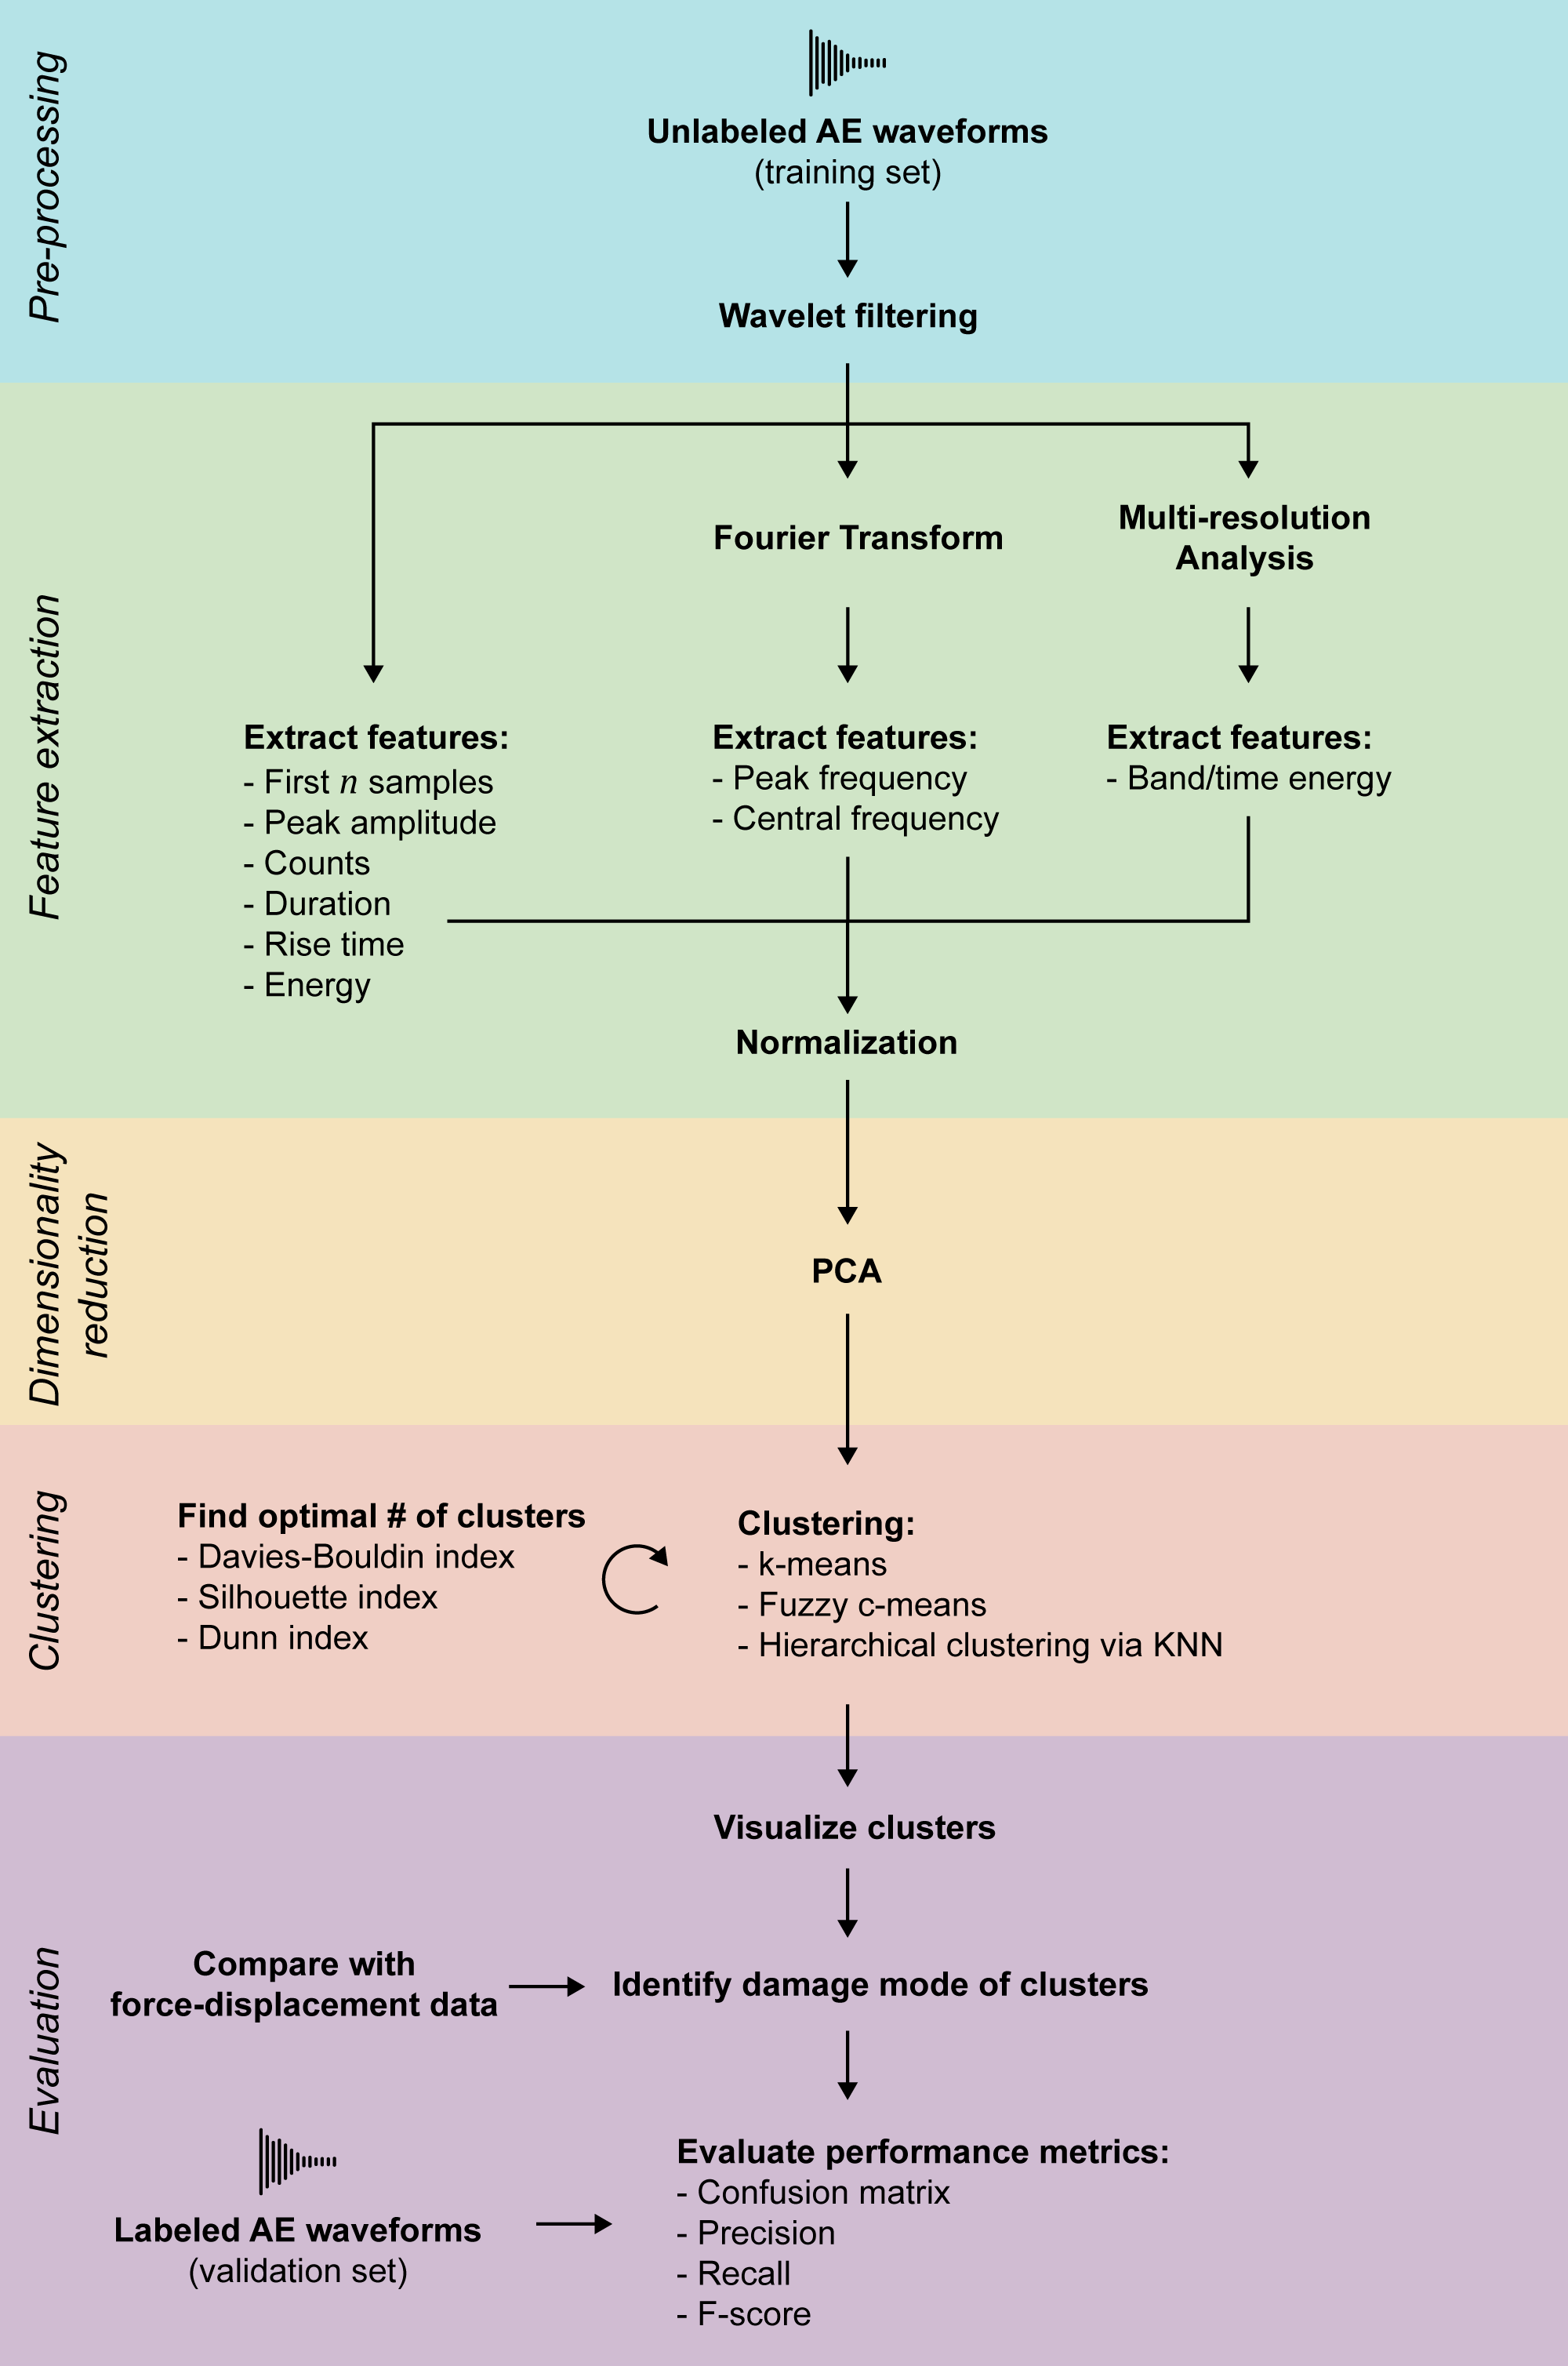 Pre-processing
Unlabeled AE waveforms
(training set)
Wavelet filtering
Feature extraction
Fourier Transform
Multi-resolution
Analysis
Extract features:
- First n samples
- Peak amplitude
- Counts
- Duration
- Rise time
- Energy
Extract features:
- Peak frequency
- Central frequency
Extract features:
- Band/time energy
Normalization
Dimensionality
reduction
PCA
Clustering
Find optimal # of clusters
- Davies-Bouldin index
- Silhouette index
- Dunn index
Clustering:
- k-means
- Fuzzy c-means
- Hierarchical clustering via KNN
Evaluation
Visualize clusters
Compare with
force-displacement data
Identify damage mode of clusters
Labeled AE waveforms
(validation set)
Evaluate performance metrics:
- Confusion matrix
- Precision
- Recall
- F-score